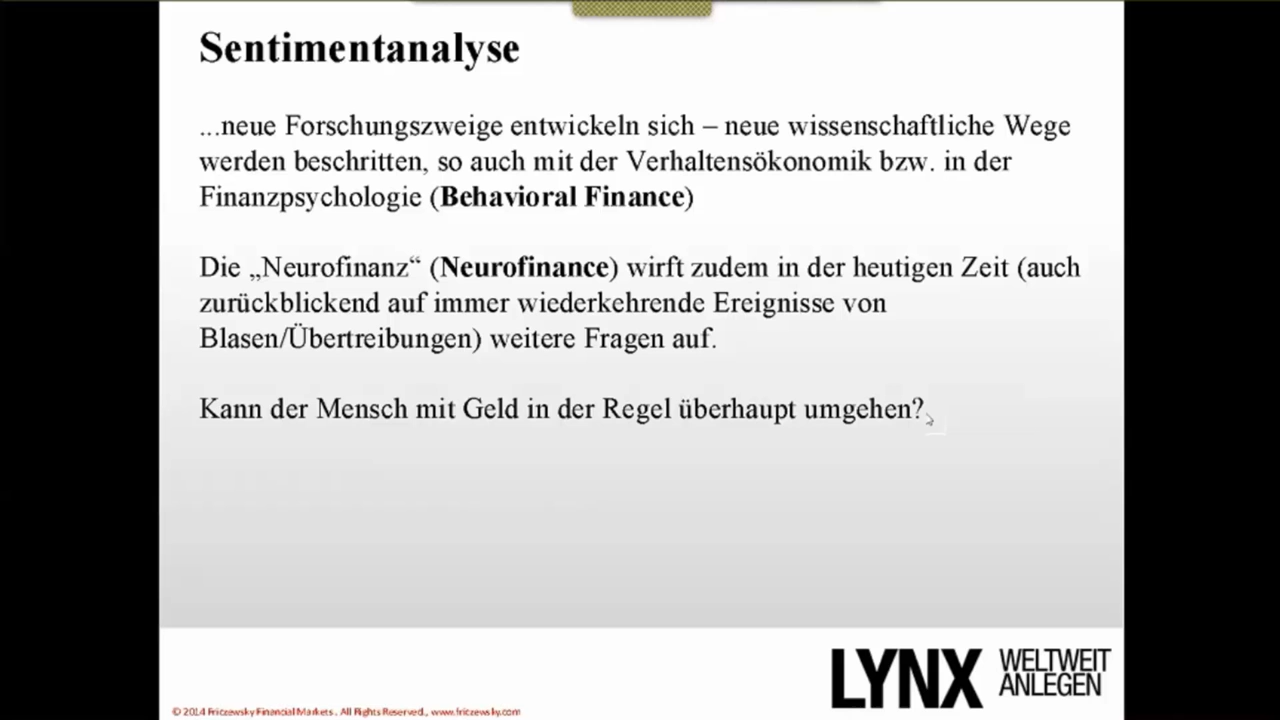 Sentimentanalyse
...neue Forschungszweige entwickeln sich – neue wissenschaftliche Wege
werden beschritten, so auch mit der Verhaltensökonomik bzw. in der
Finanzpsychologie (Behavioral Finance)
Die „Neurofinanz“ (Neurofinance) wirft zudem in der heutigen Zeit (auch
zurückblickend auf immer wiederkehrende Ereignisse von
Blasen/Übertreibungen) weitere Fragen auf.
Kann der Mensch mit Geld in der Regel überhaupt umgehen?
LYNX WELTWEIT
ANLEGEN
© 2014 Friczewsky Financial Markets . All Rights Reserved., www.friczewsky.com